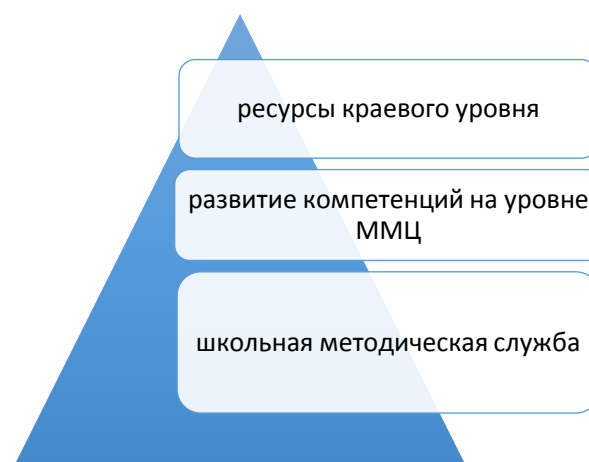 ресурсы краевого уровня
развитие компетенций на уровне
ММЦ
школьная методическая служба